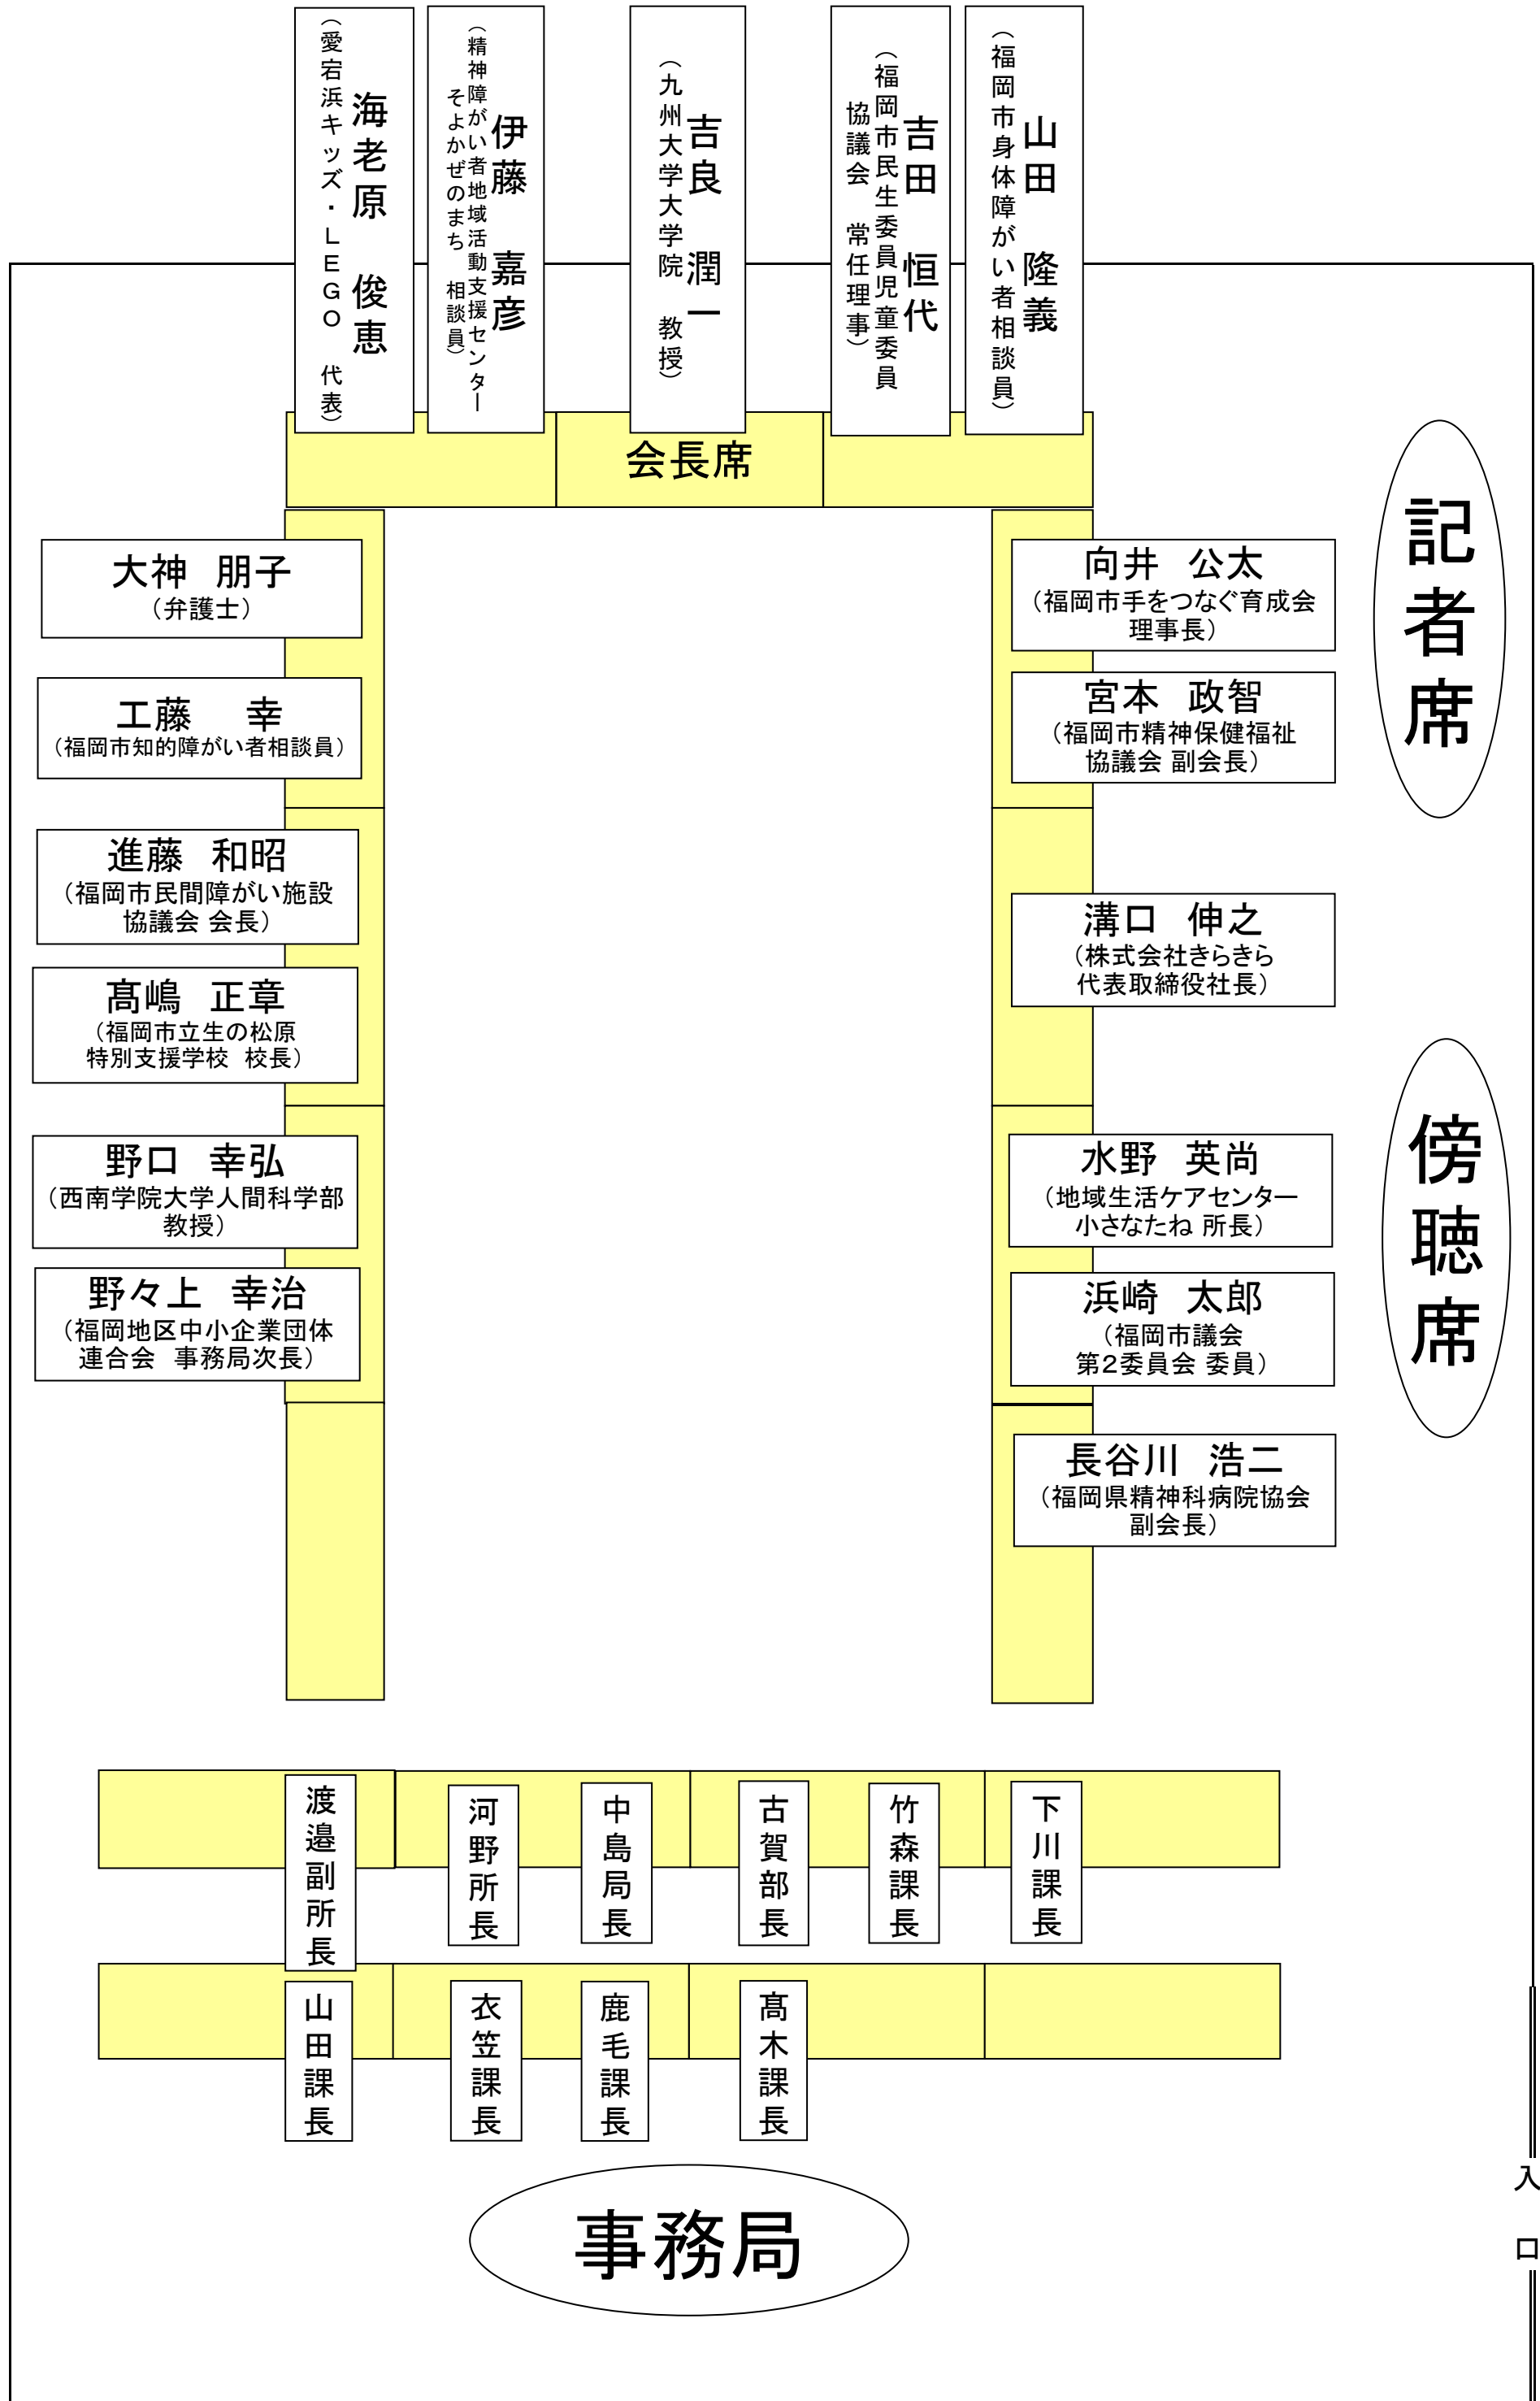 海老原　俊恵
（愛宕浜キッズ・ＬＥＧＯ　代表）
伊藤　嘉彦
（精神障がい者地域活動支援センター
そよかぜのまち　相談員）
吉良　潤一
（九州大学大学院　教授）
吉田　恒代
（福岡市民生委員児童委員
協議会　常任理事）
山田　隆義
（福岡市身体障がい者相談員）
会長席
記者席
大神　朋子
（弁護士）
工藤　幸
（福岡市知的障がい者相談員）
進藤　和昭
（福岡市民間障がい施設
協議会 会長）
髙嶋　正章
（福岡市立生の松原
特別支援学校　校長）
野口　幸弘
（西南学院大学人間科学部
教授）
野々上　幸治
（福岡地区中小企業団体
連合会　事務局次長）
向井　公太
（福岡市手をつなぐ育成会
理事長）
宮本　政智
（福岡市精神保健福祉
協議会 副会長）
溝口　伸之
（株式会社きらきら
代表取締役社長）
水野　英尚
（地域生活ケアセンター
小さなたね 所長）
浜崎　太郎
（福岡市議会
第２委員会 委員）
長谷川　浩二
（福岡県精神科病院協会
副会長）
傍聴席
渡邉副所長
河野所長
中島局長
古賀部長
竹森課長
下川課長
山田課長
衣笠課長
鹿毛課長
髙木課長
事務局
入口